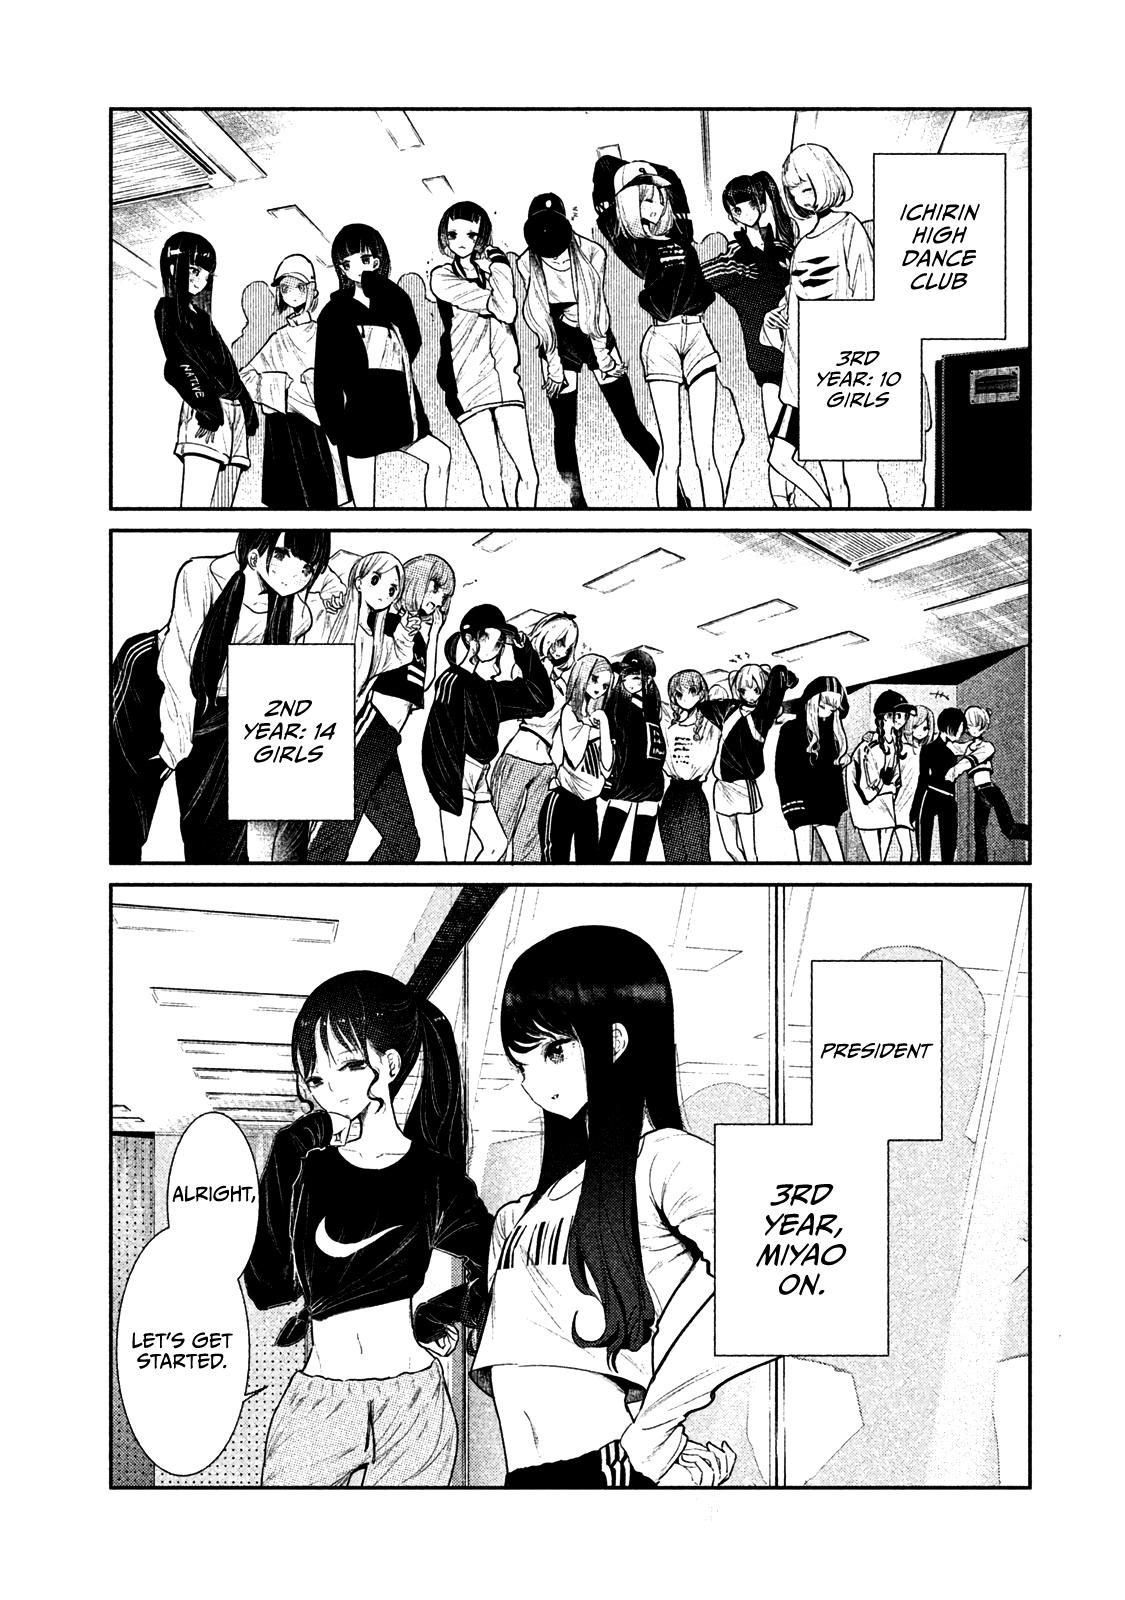 ICHIRIN
HIGH
DANCE
CLUB
3RD
YEAR: 10
GIRLS
NATIVE
2ND
YEAR: 14
GIRLS
PRESIDENT
3RD
YEAR,
MIYAO
ON.
ALRIGHT,
LET'S GET
STARTED.